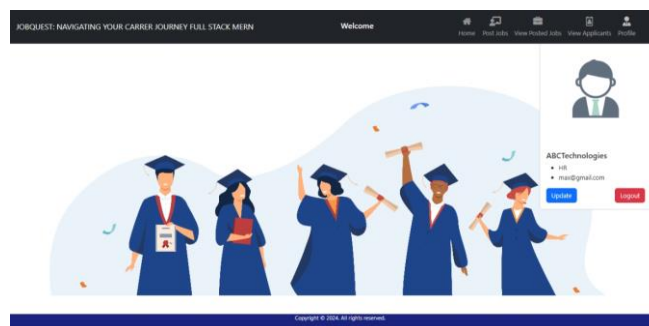 JOBQUEST: NAVIGATING YOUR CARRER JOURNEY FULL STACK MERN
Welcome
Home Post Jobs View Posted Jobs View Applicants Profile
ABCTechnologies
HR
max@gmail.com
Update Logout
Copyright © 2024. All rights reserved.